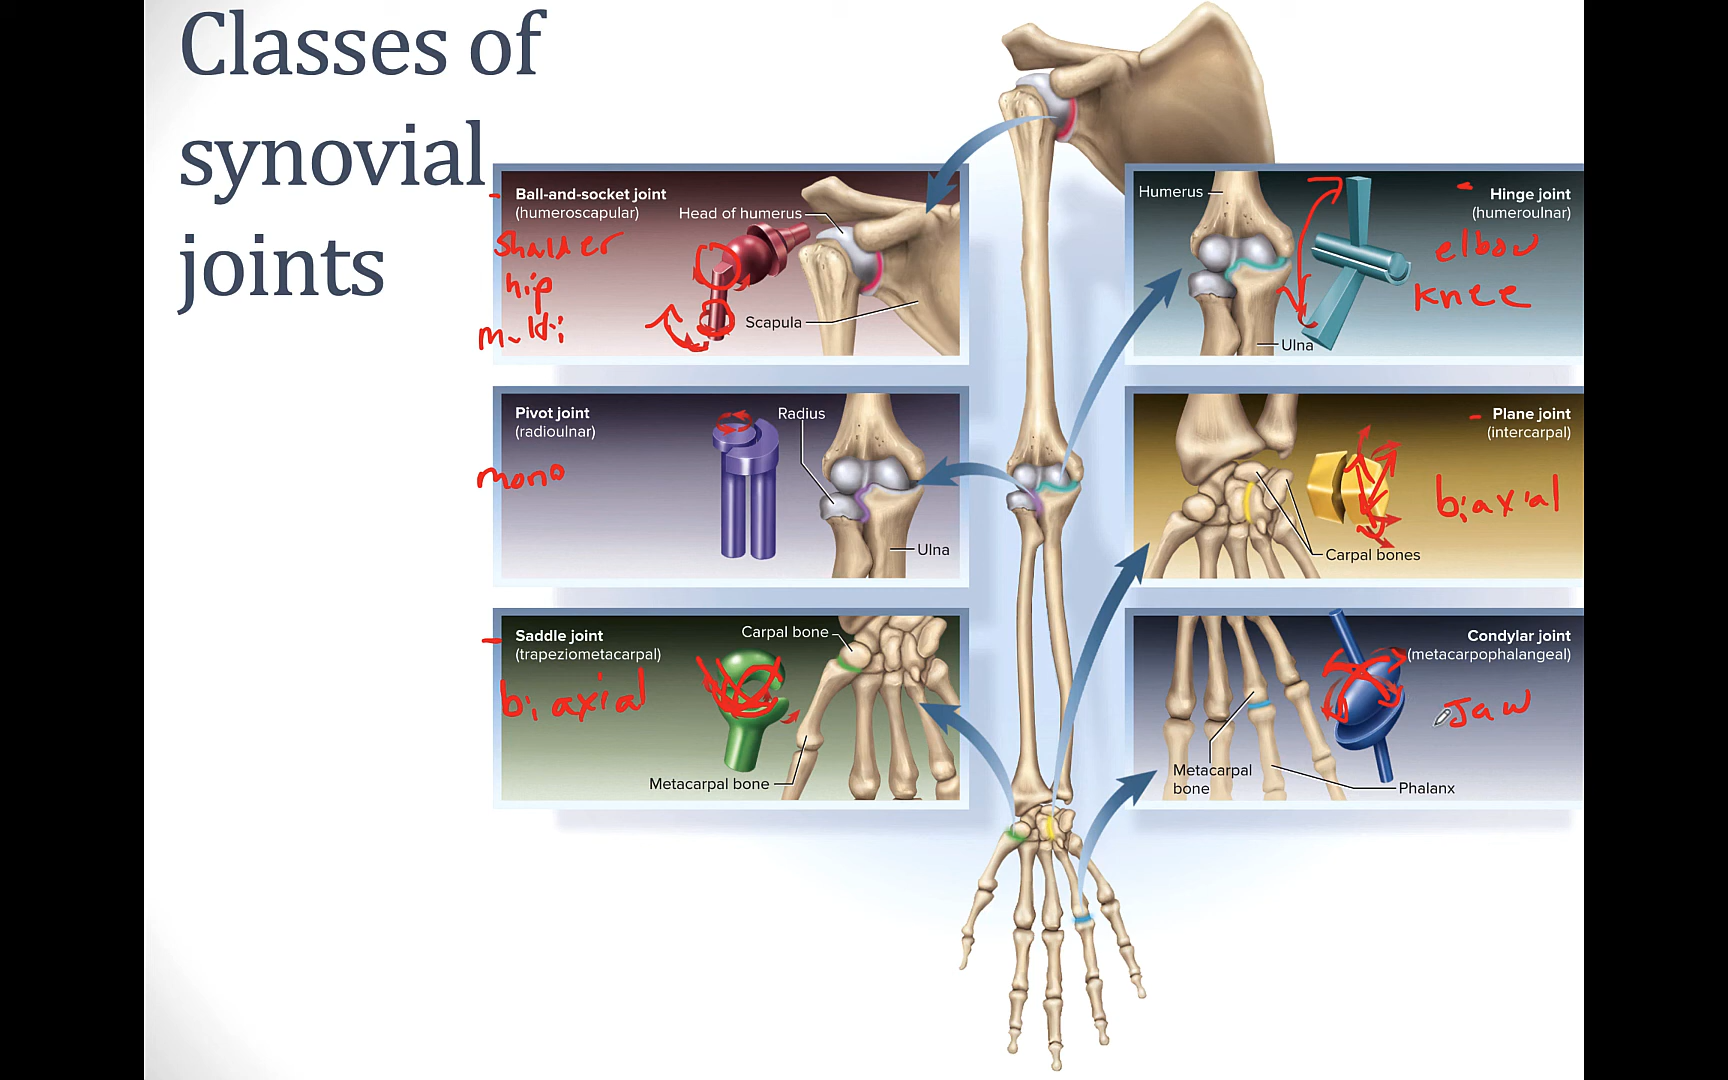 Classes of
synovial
joints
Ball-and-socket joint
(humeroscapular)
Head of humerus
Scapula
Shoulder
hip
multi
Humerus
Hinge joint
(humeroulnar)
Ulna
elbow
knee
Pivot joint
(radioulnar)
Radius
Ulna
mono
Plane joint
(intercarpal)
Carpal bones
biaxial
Saddle joint
(trapeziometacarpal)
Carpal bone
Metacarpal bone
biaxial
Condylar joint
(metacarpophalangeal)
Metacarpal
bone
Phalanx
Jaw